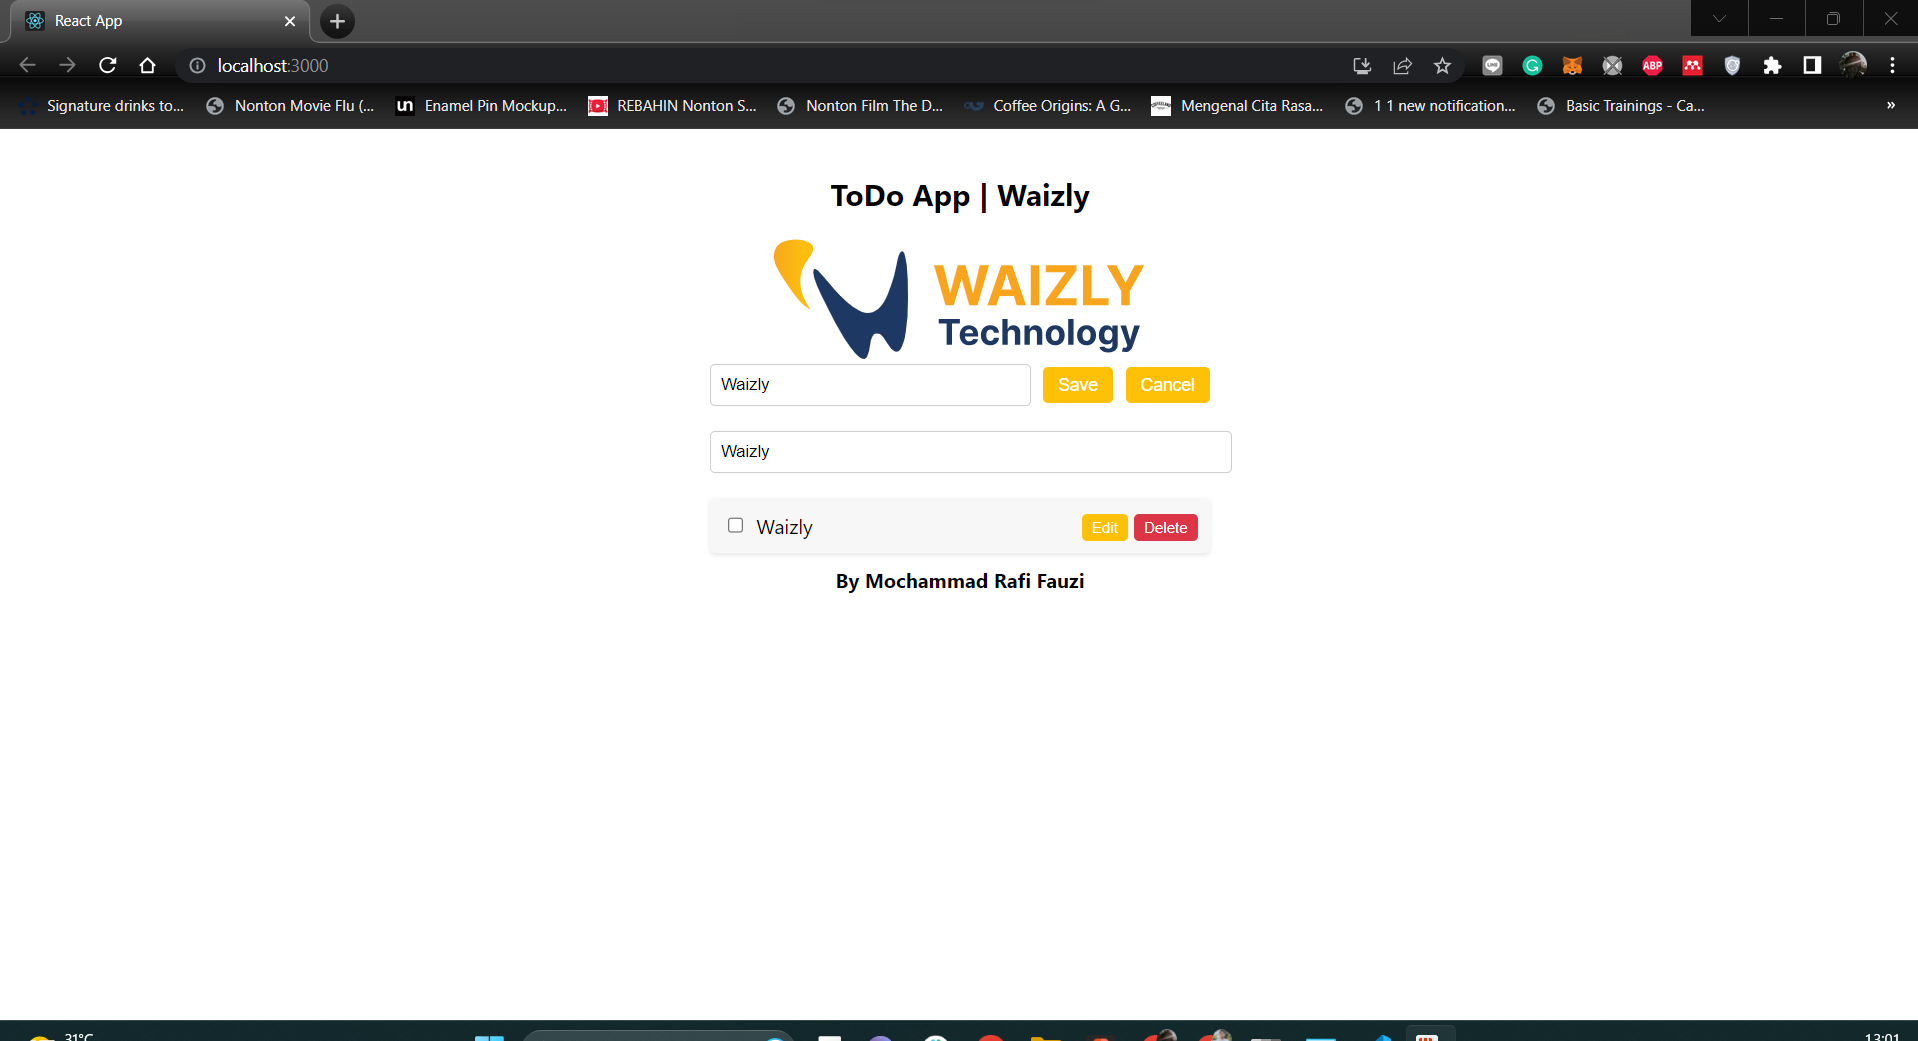 React App
localhost:3000
ABP
Signature drinks to... Nonton Movie Flu (... un Enamel Pin Mockup... REBAHIN Nonton S... Nonton Film The D... Coffee Origins: A G... Mengenal Cita Rasa... 1 1 new notification... Basic Trainings - Ca... »
ToDo App | Waizly
WAIZLY
Technology
Waizly Save Cancel
Waizly
Waizly Edit Delete
By Mochammad Rafi Fauzi
31°C 13:01